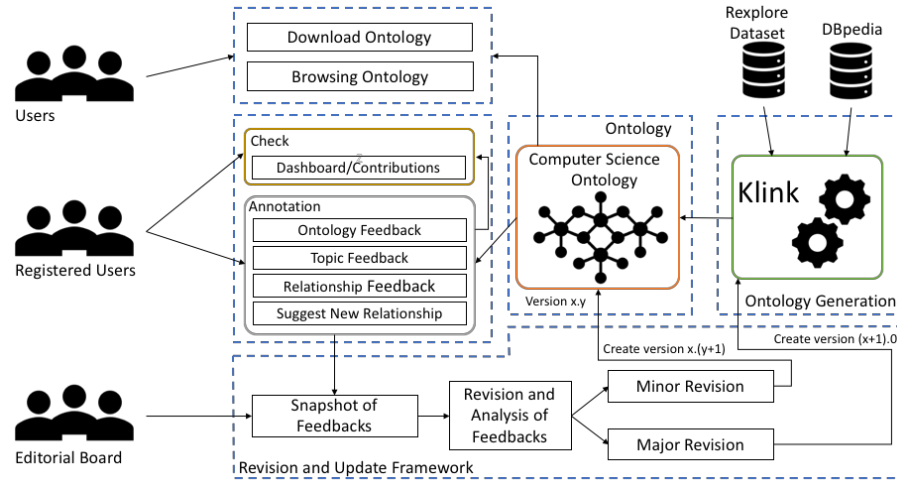 Rexplore
Dataset
DBpedia
Download Ontology
Browsing Ontology
Users
Check
z
Dashboard/Contributions
Ontology
Computer Science
Ontology
Klink
Annotation
Ontology Feedback
Topic Feedback
Relationship Feedback
Suggest New Relationship
Registered Users
Version x.y
Ontology Generation
Create version x.(y+1)
Create version (x+1).0
Snapshot of
Feedbacks
Revision and
Analysis of
Feedbacks
Minor Revision
Major Revision
Editorial Board
Revision and Update Framework